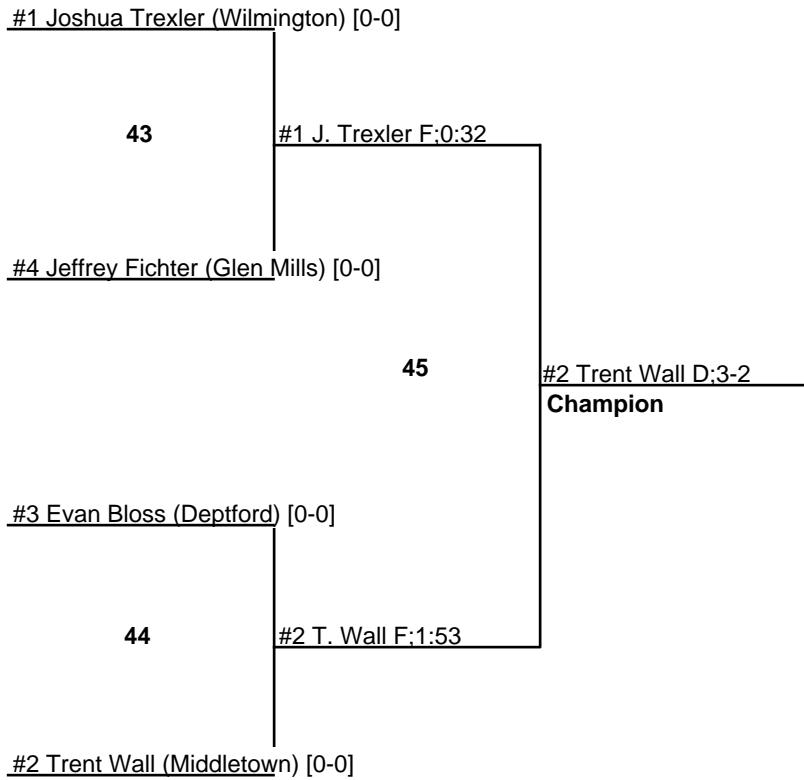 #1 Joshua Trexler (Wilmington) [0-0]
43
#1 J. Trexler F;0:32
#4 Jeffrey Fichter (Glen Mills) [0-0]
45
#2 Trent Wall D;3-2
Champion
#3 Evan Bloss (Deptford) [0-0]
44
#2 T. Wall F;1:53
#2 Trent Wall (Middletown) [0-0]